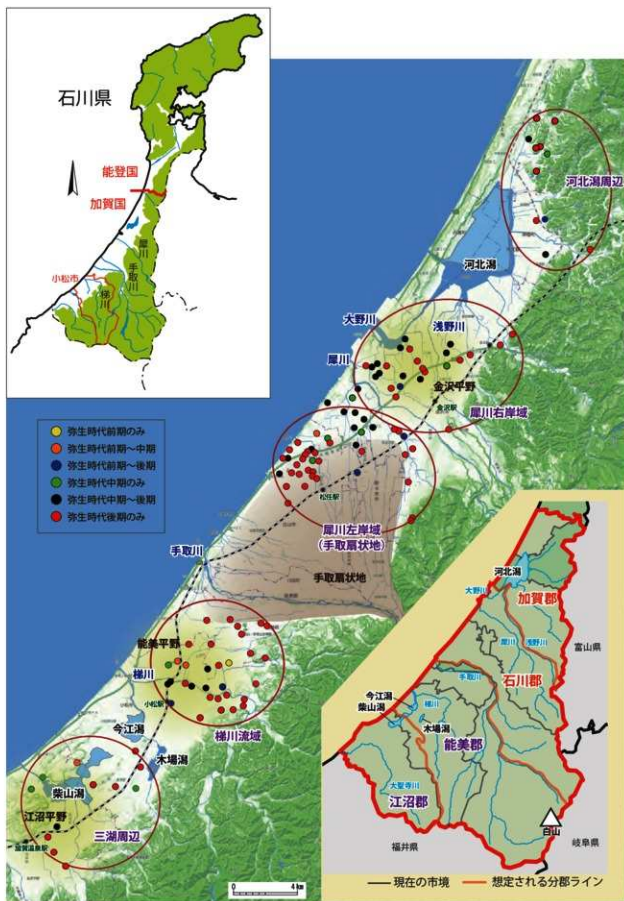 石川県
能登国
加賀国
犀川
手取川
小松市
梯川
河北潟周辺
河北潟
大野川
浅野川
犀川
金沢平野
金沢駅
犀川右岸域
弥生時代前期のみ
弥生時代前期〜中期
弥生時代前期〜後期
弥生時代中期のみ
弥生時代中期〜後期
弥生時代後期のみ
松任駅
犀川左岸域
(手取扇状地)
手取川
手取扇状地
能美平野
梯川
小松駅
今江潟
木場潟
梯川流域
柴山潟
江沼平野
加賀温泉駅
三湖周辺
0 4㎞
河北潟
大野川
加賀郡
犀川
浅野川
富山県
石川郡
手取川
今江潟
柴山潟
梯川
木場潟
能美郡
大聖寺川
江沼郡
白山
福井県
岐阜県
現在の市境
想定される分郡ライン